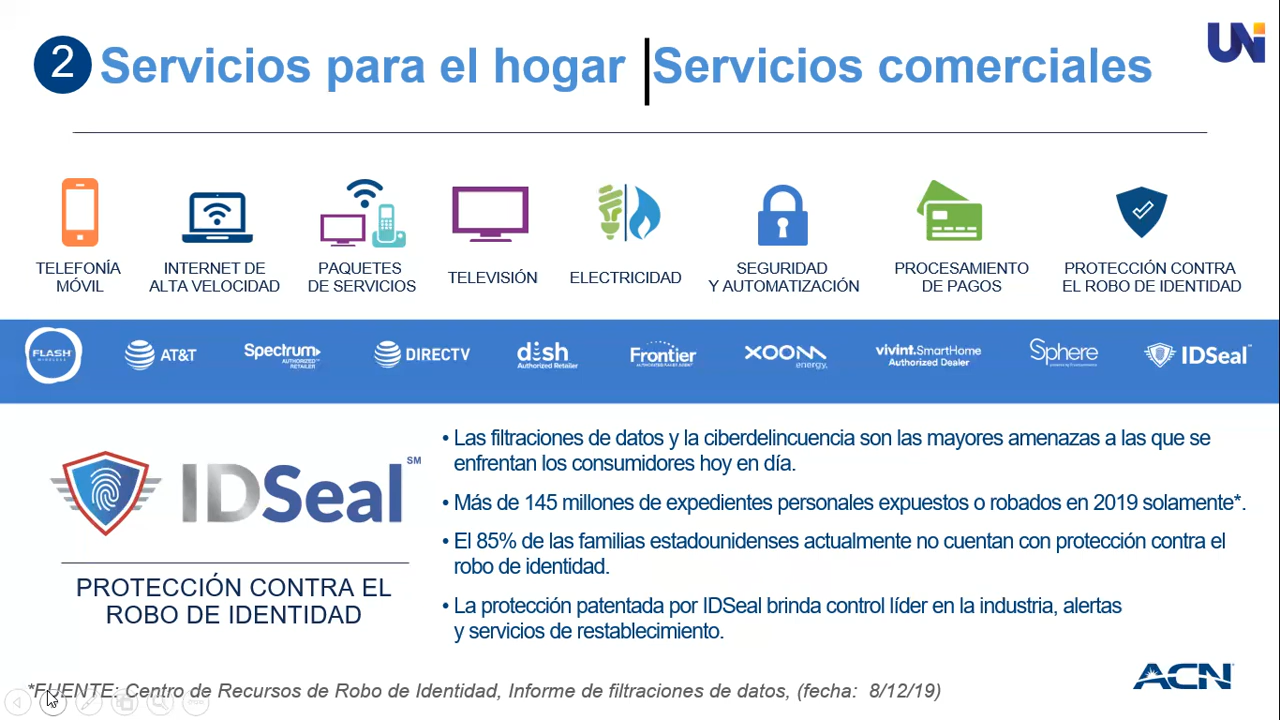 2 Servicios para el hogar | Servicios comerciales
UNi
TELEFONÍA
MÓVIL
INTERNET DE
ALTA VELOCIDAD
PAQUETES
DE SERVICIOS
TELEVISIÓN
ELECTRICIDAD
SEGURIDAD
Y AUTOMATIZACIÓN
PROCESAMIENTO
DE PAGOS
PROTECCIÓN CONTRA
EL ROBO DE IDENTIDAD
FLASH
WIRELESS
AT&T
Spectrum
AUTHORIZED
RETAILER
DIRECTV
dish
Authorized Retailer
Frontier
XOOM
energy
vivint.SmartHome
Authorized Dealer
Sphere
IDSeal
IDSeal SM
PROTECCIÓN CONTRA EL
ROBO DE IDENTIDAD
• Las filtraciones de datos y la ciberdelincuencia son las mayores amenazas a las que se
enfrentan los consumidores hoy en día.
• Más de 145 millones de expedientes personales expuestos o robados en 2019 solamente*.
• El 85% de las familias estadounidenses actualmente no cuentan con protección contra el
robo de identidad.
• La protección patentada por IDSeal brinda control líder en la industria, alertas
y servicios de restablecimiento.
ACN
*FUENTE: Centro de Recursos de Robo de Identidad, Informe de filtraciones de datos, (fecha: 8/12/19)